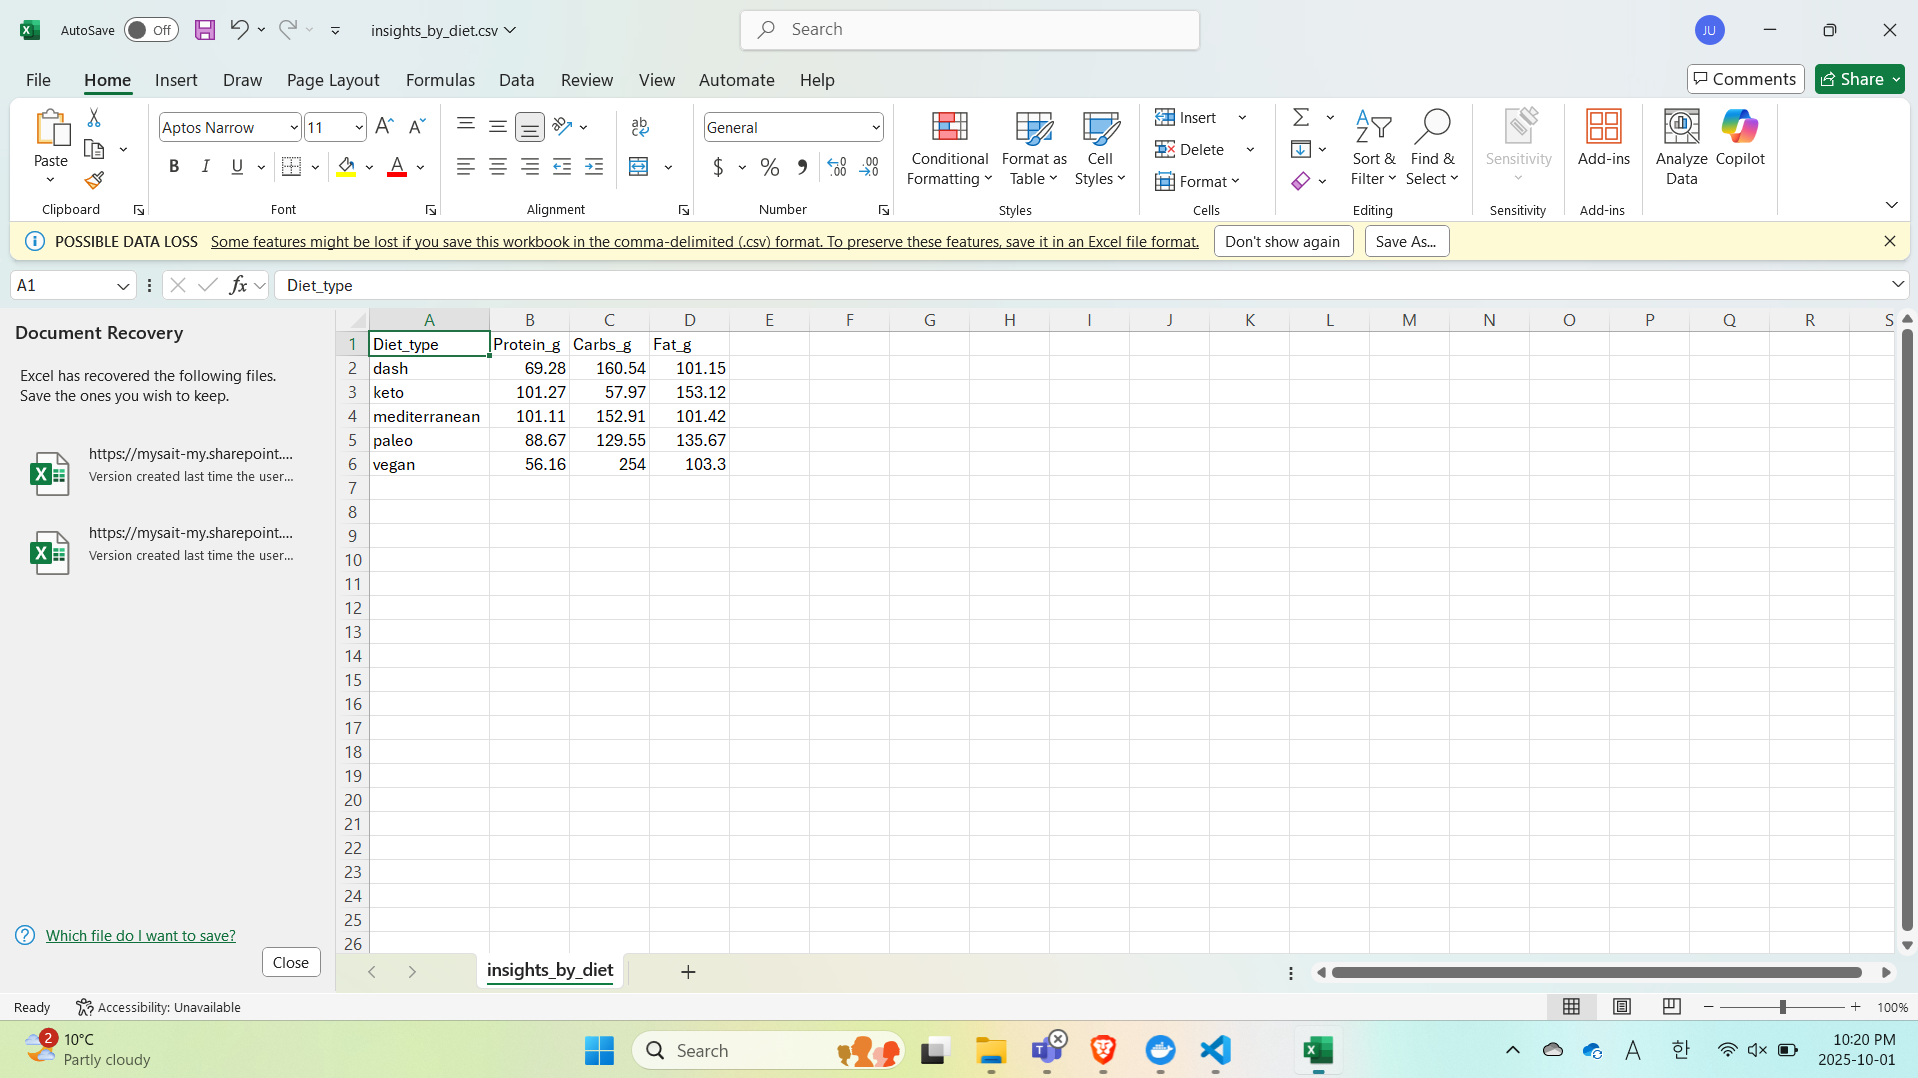 AutoSave Off insights_by_diet.csv Search JU
File Home Insert Draw Page Layout Formulas Data Review View Automate Help Comments Share
Paste
Clipboard
Aptos Narrow 11
B I U A
Font
ab
Alignment
General
$ % 9 .00
Number
Conditional Formatting
Format as Table
Cell Styles
Styles
Insert
Delete
Format
Cells
Sort & Filter
Find & Select
Editing
Sensitivity
Sensitivity
Add-ins
Add-ins
Analyze Data
Copilot
POSSIBLE DATA LOSS Some features might be lost if you save this workbook in the comma-delimited (.csv) format. To preserve these features, save it in an Excel file format. Don't show again Save As...
A1 fx Diet_type
Document Recovery
Excel has recovered the following files.
Save the ones you wish to keep.
https://mysait-my.sharepoint....
Version created last time the user...
https://mysait-my.sharepoint....
Version created last time the user...
Which file do I want to save?
Close
A B C D E F G H I J K L M N O P Q R S
1 Diet_type Protein_g Carbs_g Fat_g
2 dash 69.28 160.54 101.15
3 keto 101.27 57.97 153.12
4 mediterranean 101.11 152.91 101.42
5 paleo 88.67 129.55 135.67
6 vegan 56.16 254 103.3
7
8
9
10
11
12
13
14
15
16
17
18
19
20
21
22
23
24
25
26
insights_by_diet
Ready Accessibility: Unavailable 100%
2 10°C
Partly cloudy
Search
A 한
10:20 PM
2025-10-01